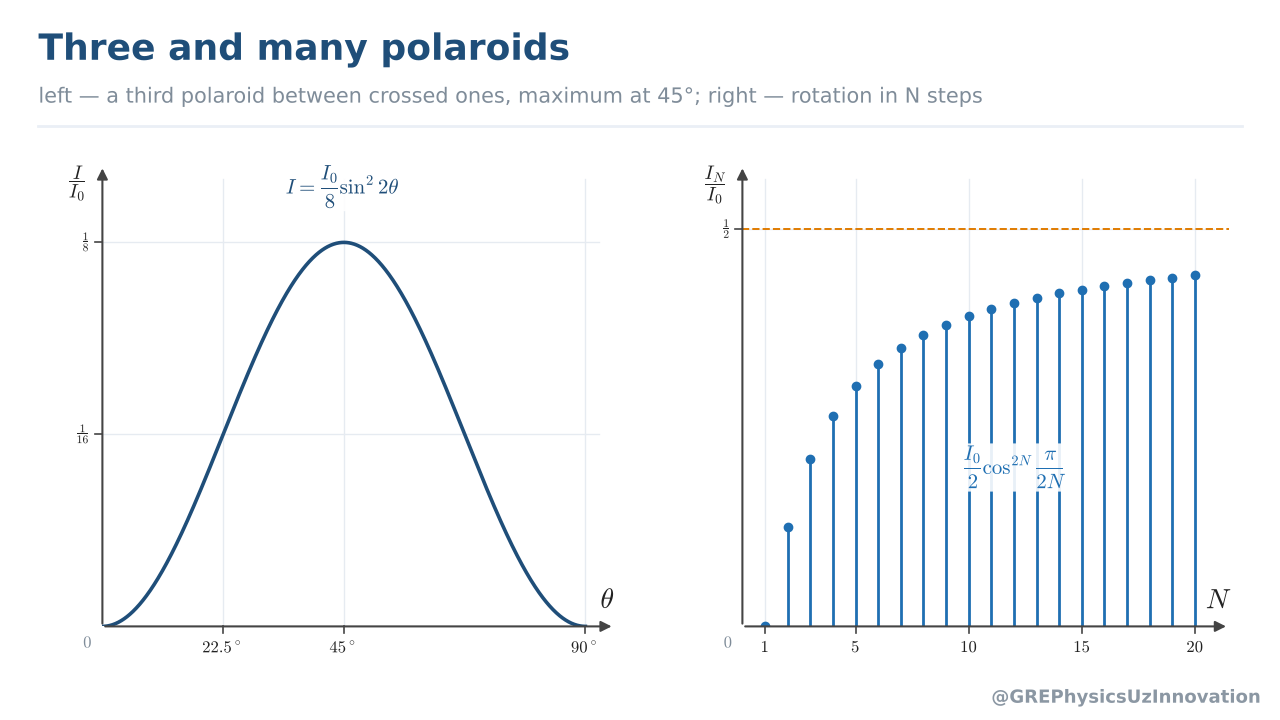 Three and many polaroids
left — a third polaroid between crossed ones, maximum at 45°; right — rotation in N steps
I/I₀
I = I₀/8 sin² 2θ
1/8
1/16
θ
0
22.5°
45°
90°
I_N/I₀
1/2
I₀/2 cos^{2N} π/2N
N
0
1
5
10
15
20
@GREPhysicsUzInnovation